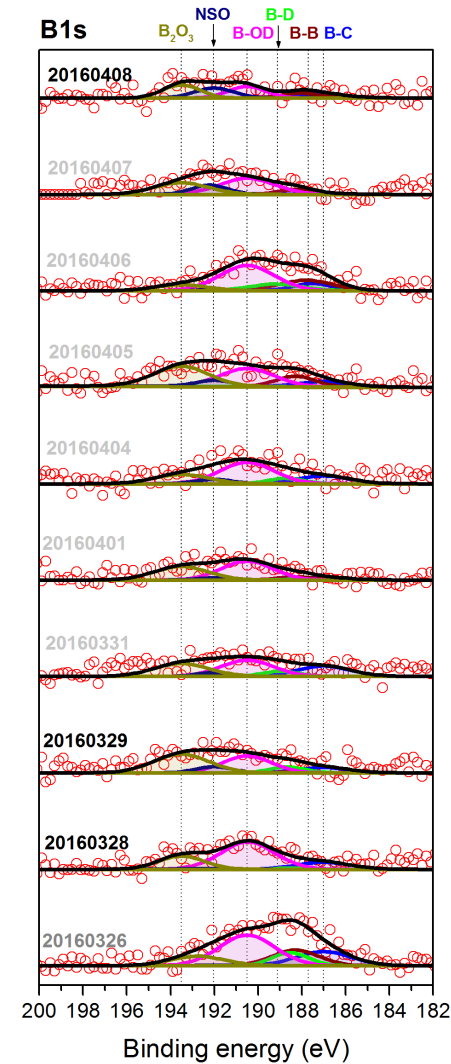 B1s
NSO
B-D
B₂O₃
B-OD
B-B
B-C
20160408
20160407
20160406
20160405
20160404
20160401
20160331
20160329
20160328
20160326
200 198 196 194 192 190 188 186 184 182
Binding energy (eV)